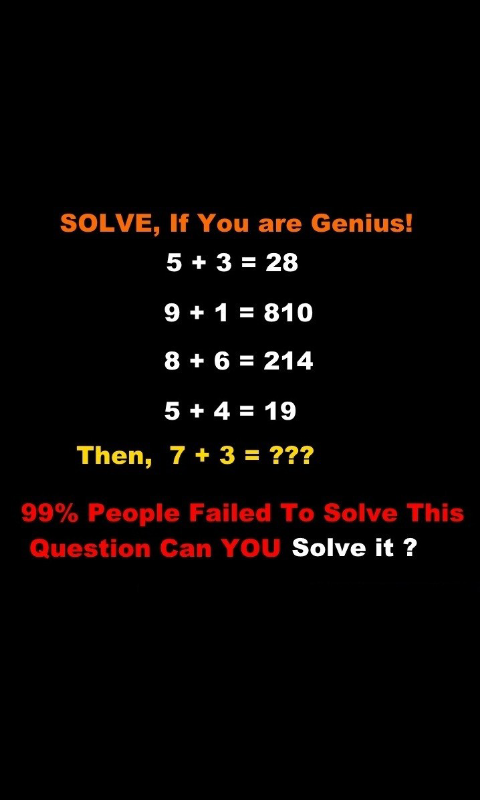 SOLVE, If You are Genius!
5 + 3 = 28
9 + 1 = 810
8 + 6 = 214
5 + 4 = 19
Then, 7 + 3 = ???
99% People Failed To Solve This
Question Can YOU Solve it ?